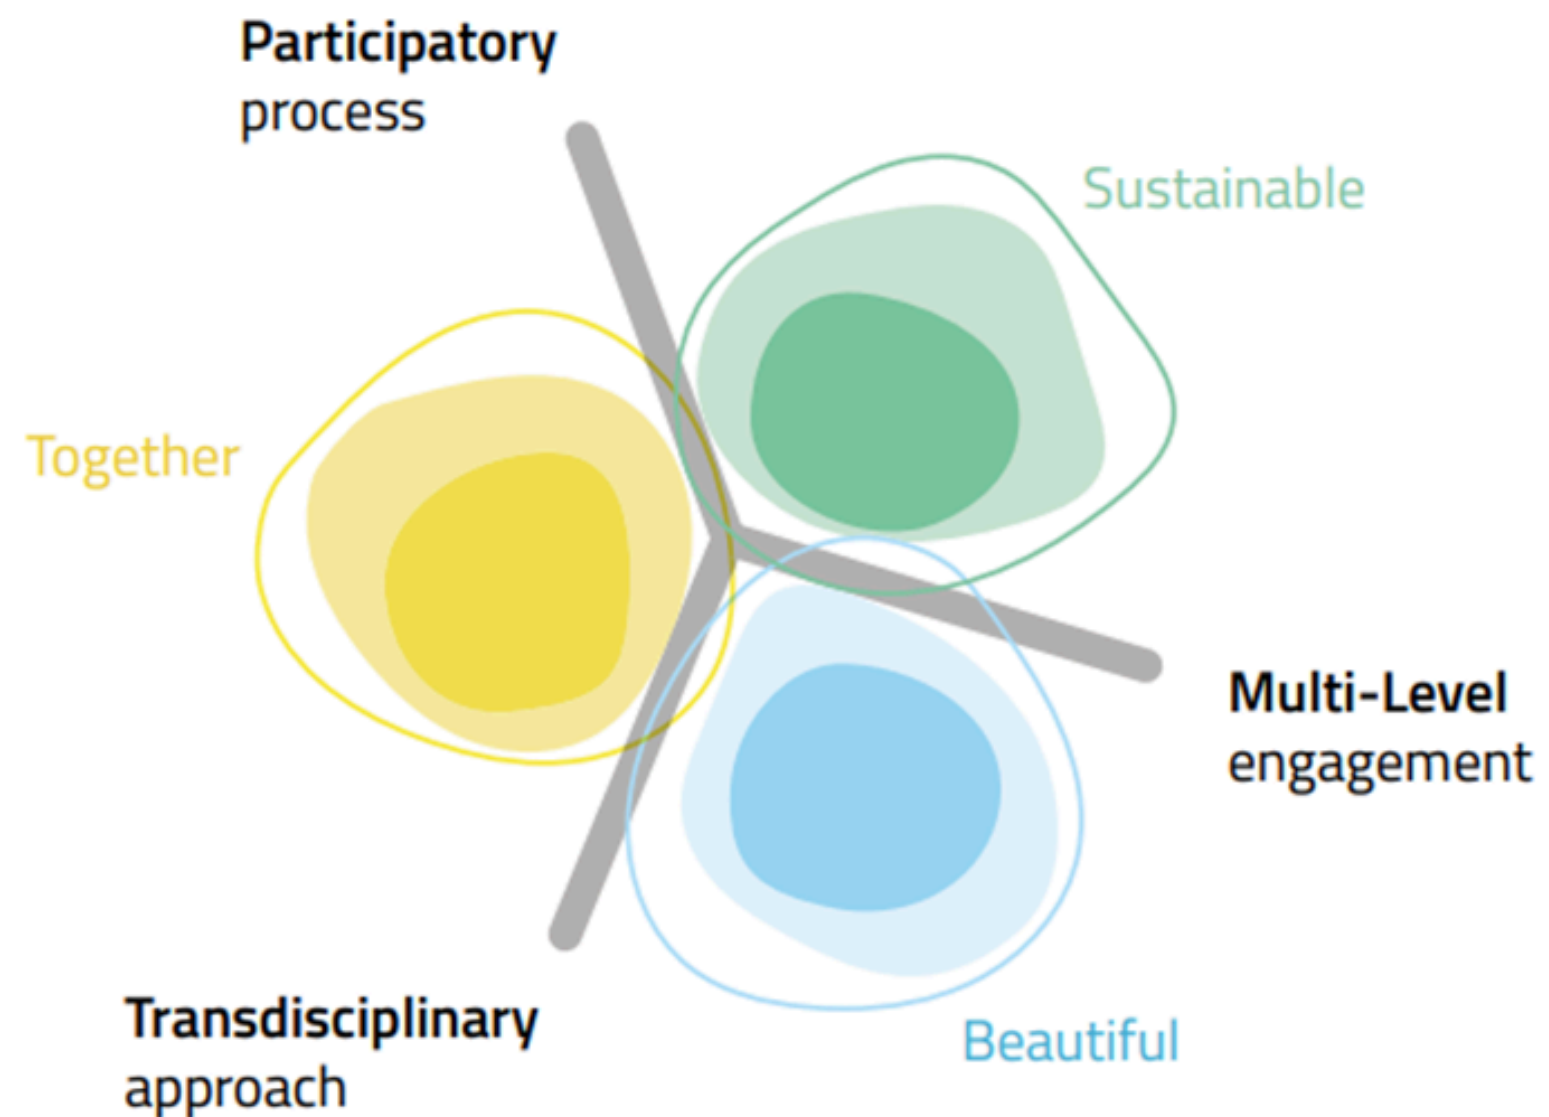 Participatory
process
Sustainable
Together
Multi-Level
engagement
Transdisciplinary
approach
Beautiful